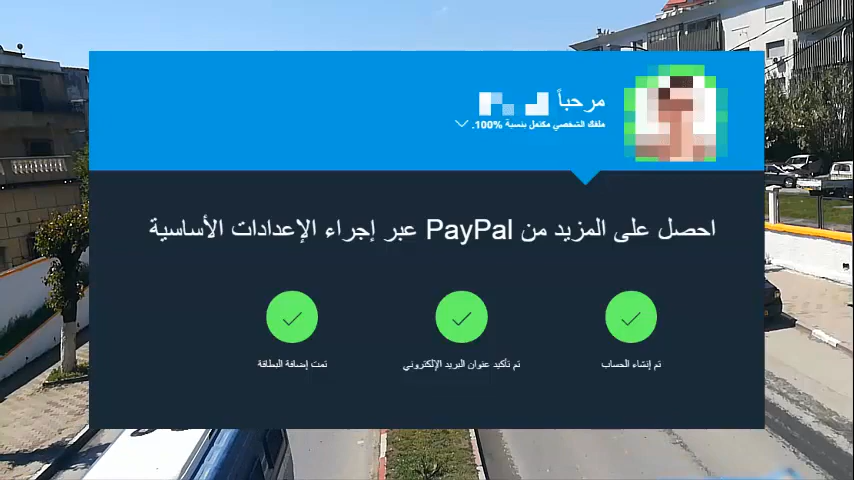 مرحباً
ملفك الشخصي مكتمل بنسبة 100%.
احصل على المزيد من PayPal عبر إجراء الإعدادات الأساسية
تم إنشاء الحساب
تم تأكيد عنوان البريد الإلكتروني
تمت إضافة البطاقة